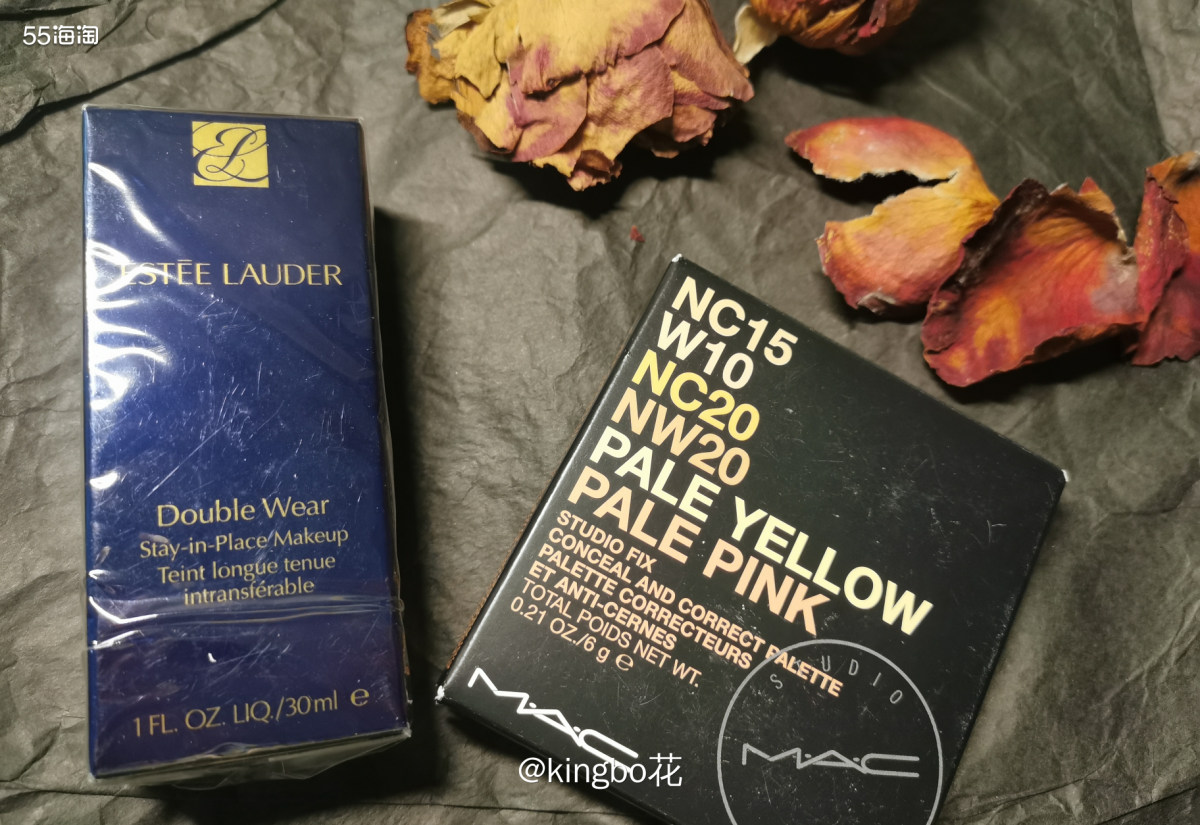 55海淘
ESTĒE LAUDER
Double Wear
Stay-in-Place Makeup
Teint longue tenue
intransférable
1 FL. OZ. LIQ./30ml e
NC15
W10
NC20
NW20
PALE YELLOW
PALE PINK
STUDIO FIX
CONCEAL AND CORRECT PALETTE
PALETTE CORRECTEURS
ET ANTI-CERNES
TOTAL POIDS NET WT.
0.21 OZ./6 g e
M·A·C
STUDIO
M·A·C
@kingbo花